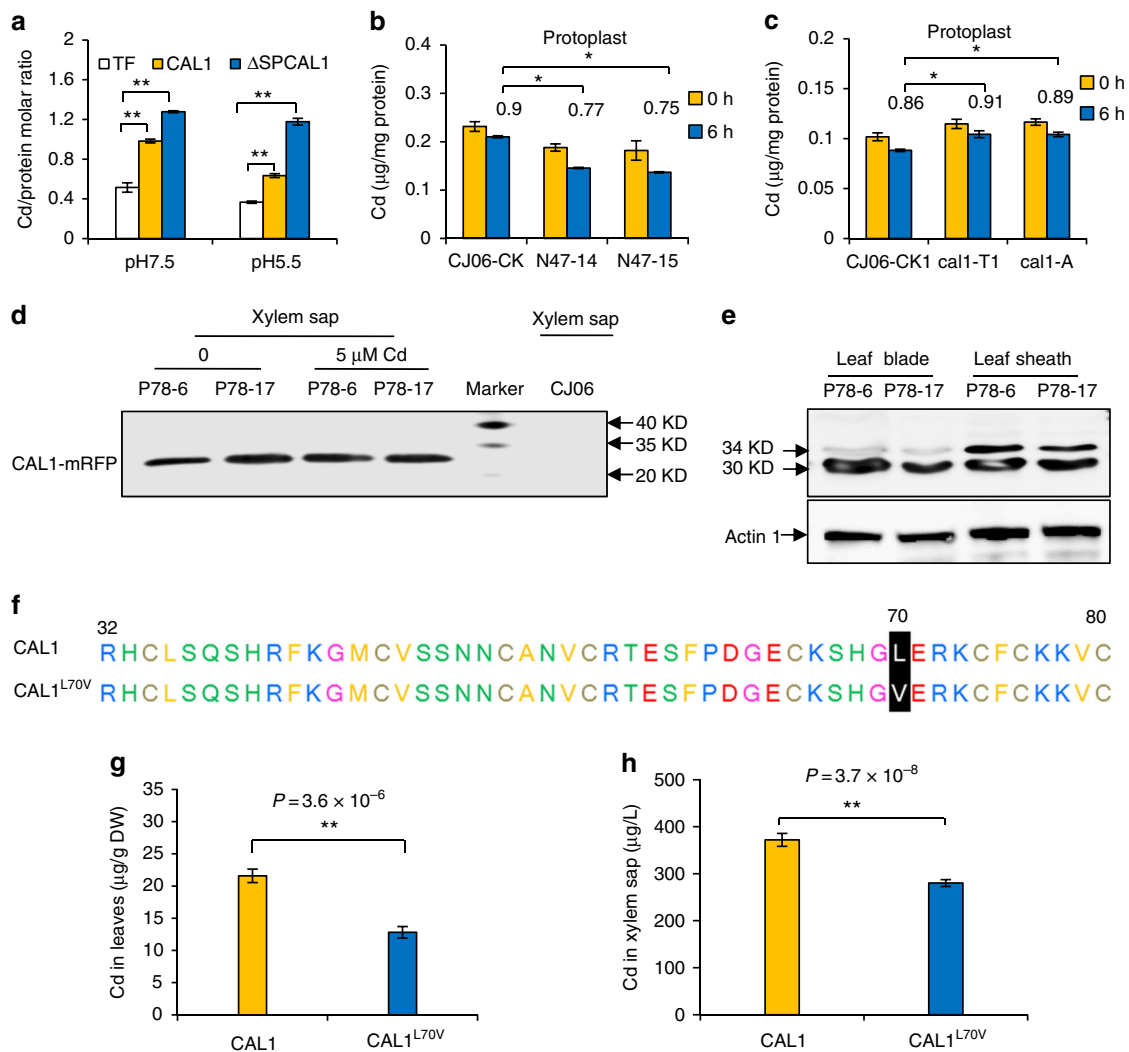 a
Cd/protein molar ratio
2
1.6
1.2
0.8
0.4
0
TF CAL1 ΔSPCAL1
** ** ** **
pH7.5 pH5.5
b
Cd (μg/mg protein)
0.4
0.3
0.2
0.1
0
Protoplast
*
*
0.9 0.77 0.75
0 h
6 h
CJ06-CK N47-14 N47-15
c
Cd (μg/mg protein)
0.2
0.15
0.1
0.05
0
Protoplast
*
*
0.86 0.91 0.89
0 h
6 h
CJ06-CK1 cal1-T1 cal1-A
d
Xylem sap Xylem sap
0 5 μM Cd
P78-6 P78-17 P78-6 P78-17 Marker CJ06
CAL1-mRFP
40 KD
35 KD
20 KD
e
Leaf blade Leaf sheath
P78-6 P78-17 P78-6 P78-17
34 KD
30 KD
Actin 1
f
32 70 80
CAL1 RHCLSQSHRFKGMCVSSNNCANVCRTESFPDGECKSHGLERKCFCKKVC
CAL1L70V RHCLSQSHRFKGMCVSSNNCANVCRTESFPDGECKSHGVERKCFCKKVC
g
Cd in leaves (μg/g DW)
35
30
25
20
15
10
5
0
P = 3.6 × 10–6
**
CAL1 CAL1L70V
h
Cd in xylem sap (μg/L)
500
400
300
200
100
0
P = 3.7 × 10–8
**
CAL1 CAL1L70V